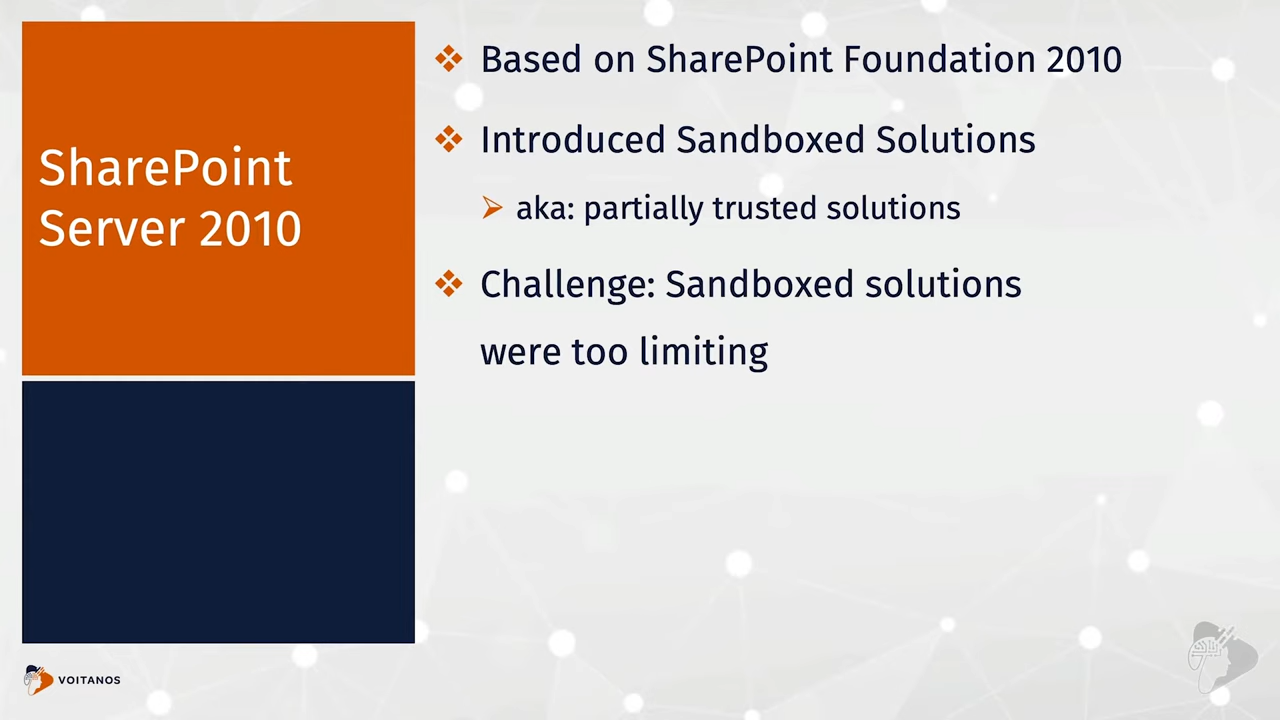 SharePoint
Server 2010
Based on SharePoint Foundation 2010
Introduced Sandboxed Solutions
aka: partially trusted solutions
Challenge: Sandboxed solutions
were too limiting
VOITANOS